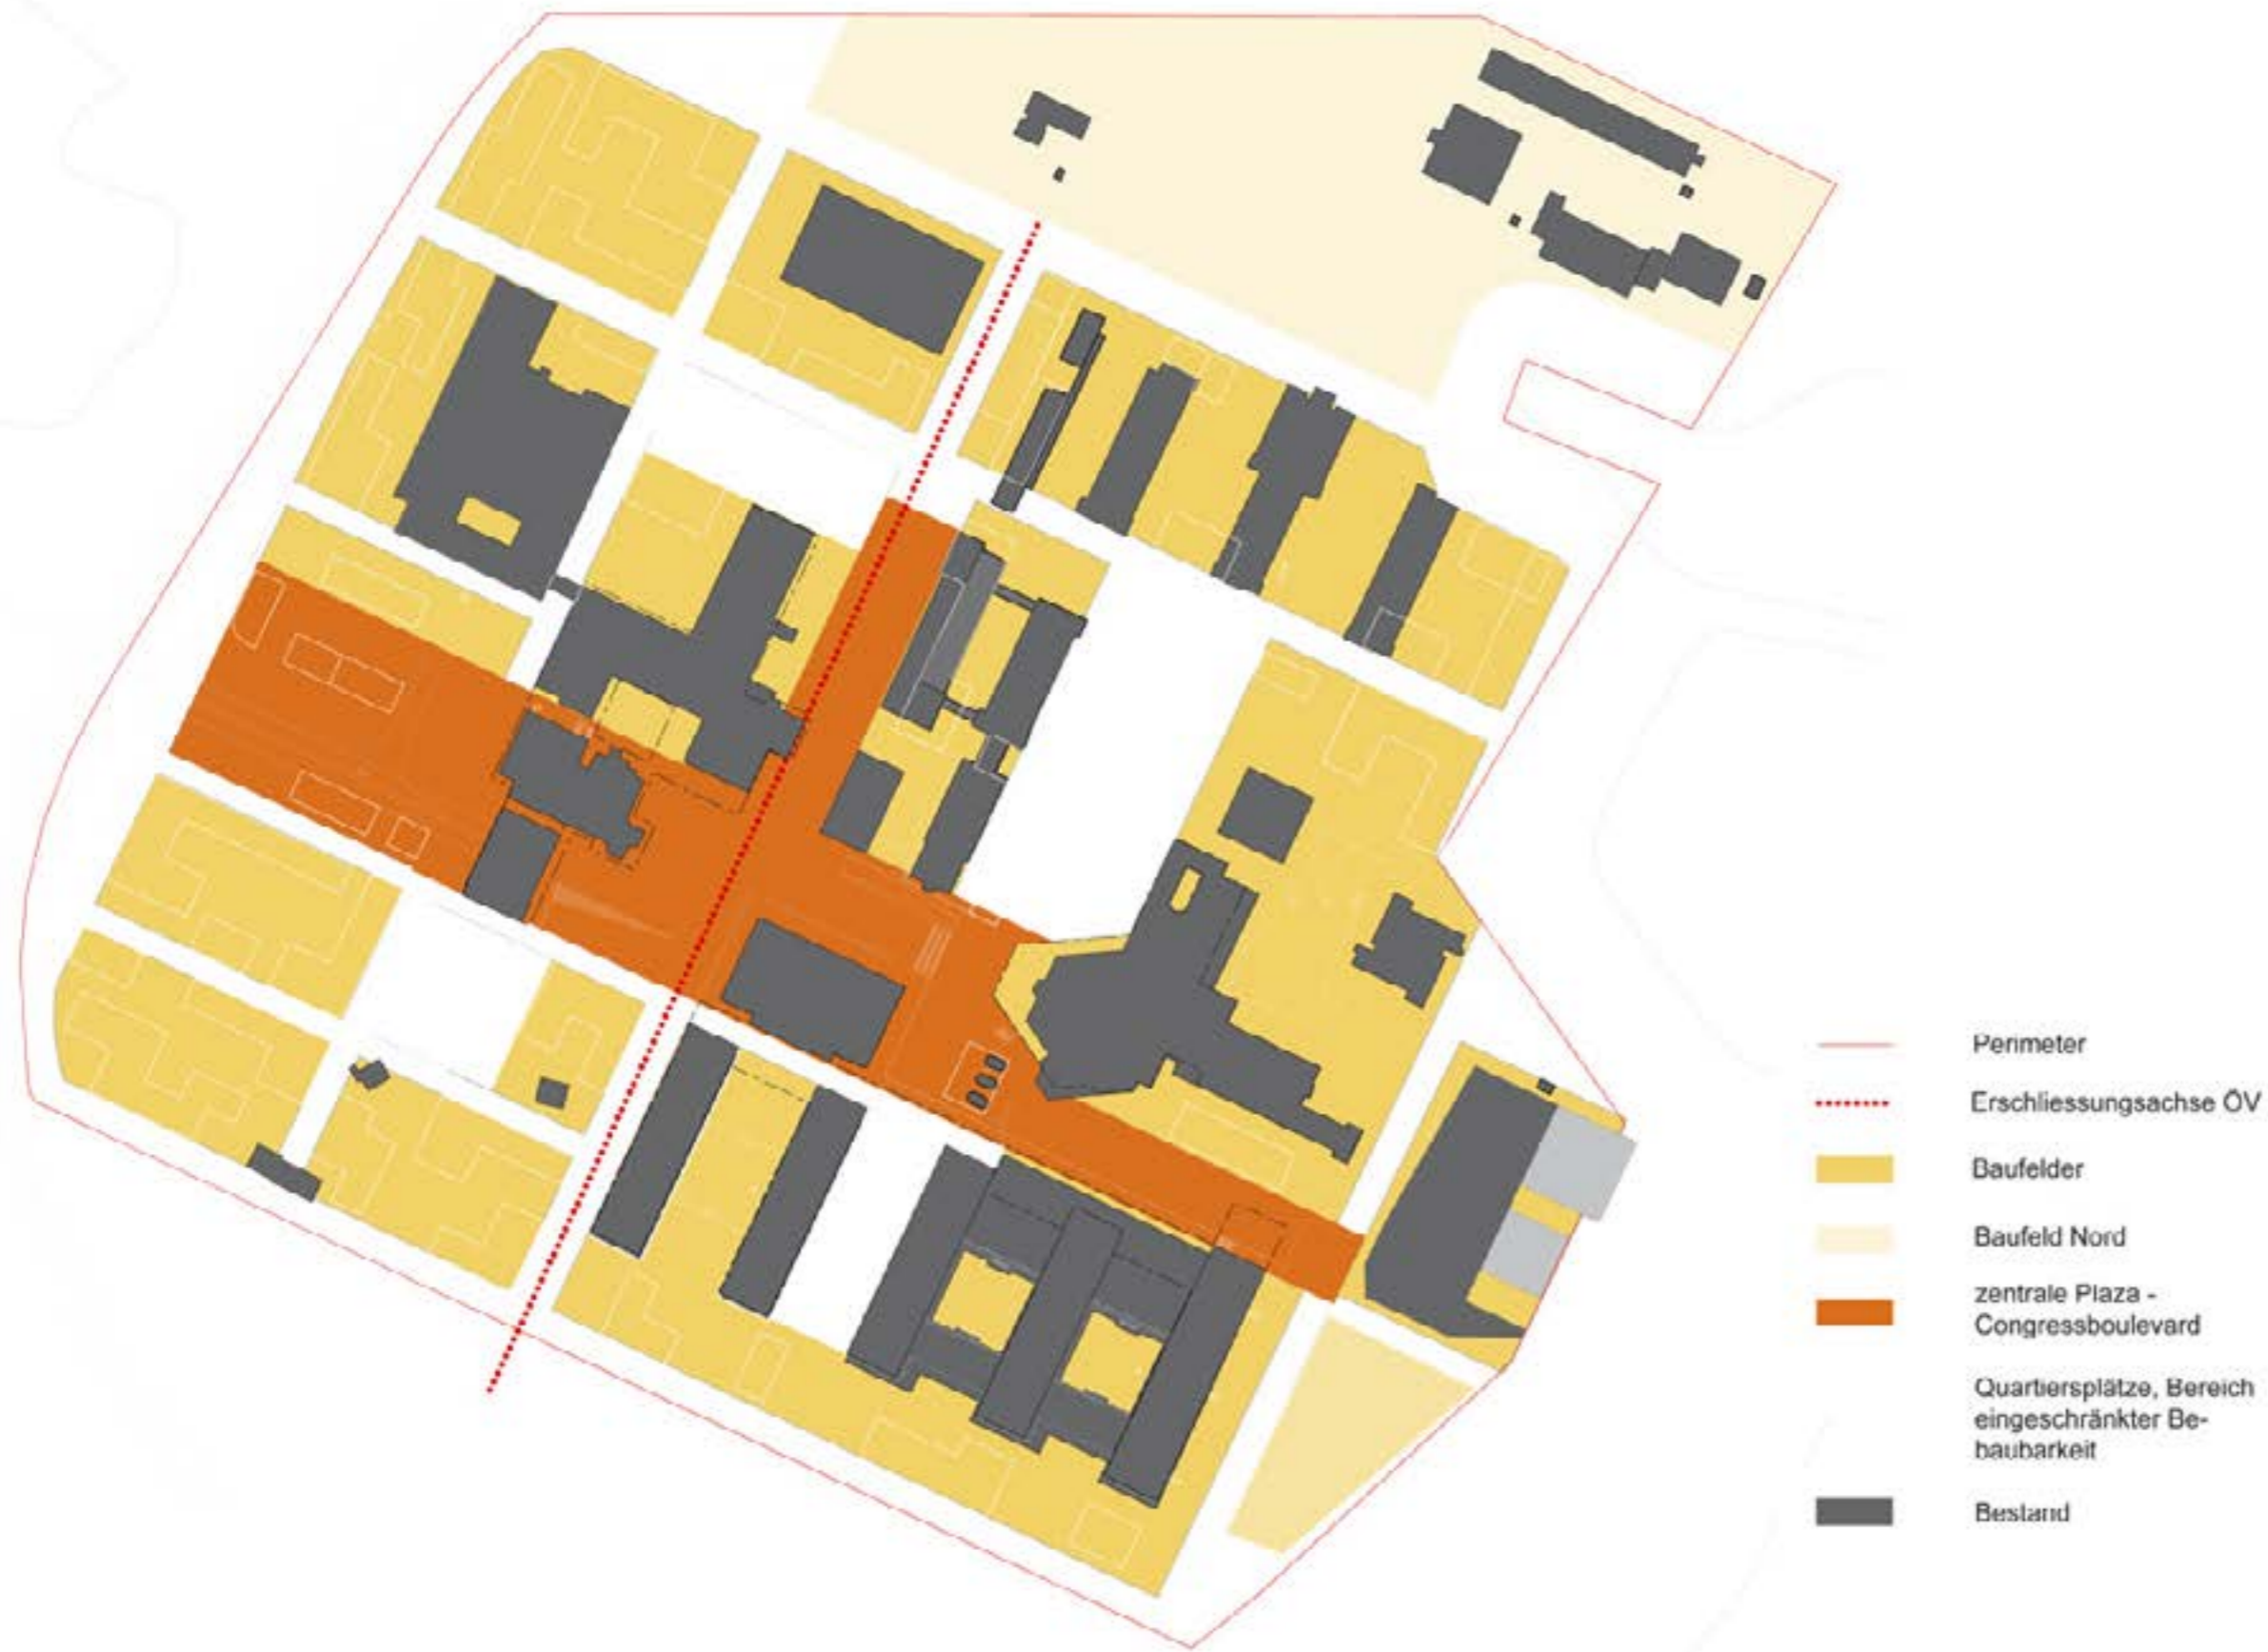 Perimeter
Erschliessungsachse ÖV
Baufelder
Baufeld Nord
zentrale Plaza -
Congressboulevard
Quartiersplätze, Bereich
eingeschränkter Be-
baubarkeit
Bestand